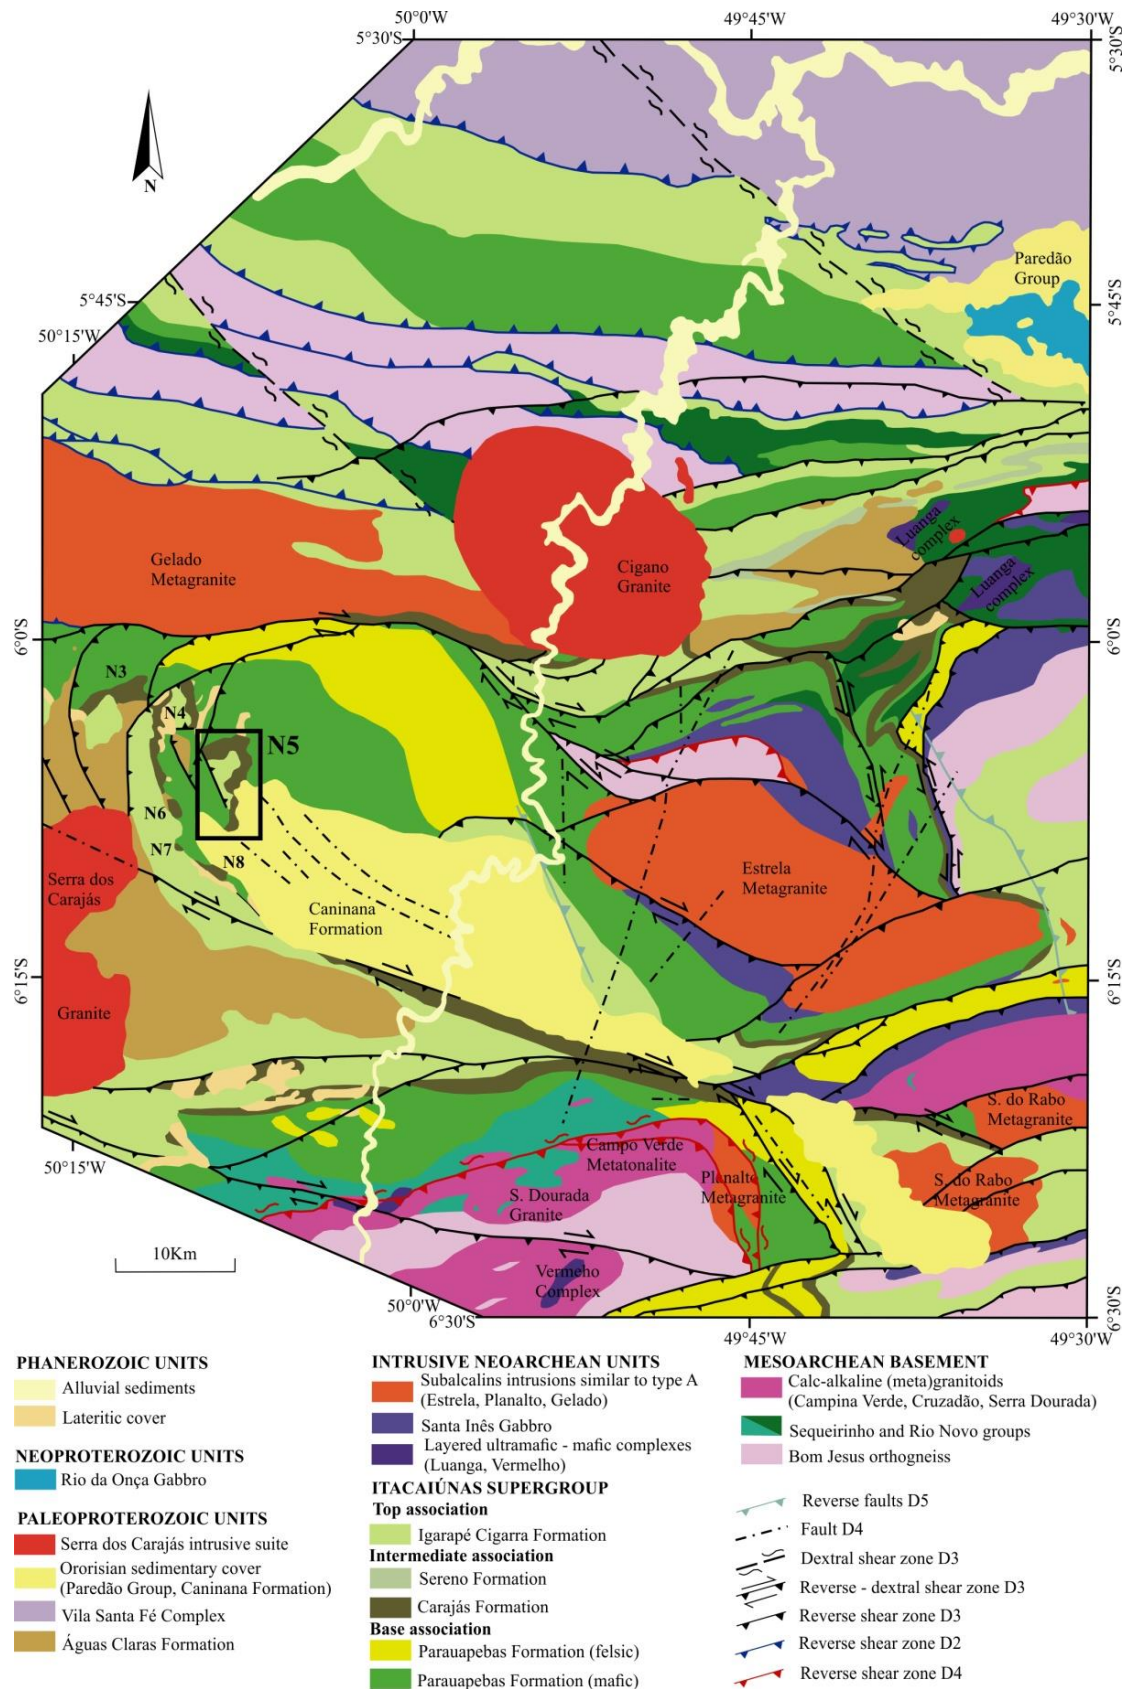 50°0'W
49°45'W
49°30'W
5°30'S
5°30'S
N
Paredão
Group
5°45'S
5°45'S
50°15'W
Luanga
complex
Gelado
Metagranite
Cigano
Granite
Luanga
complex
6°0'S
6°0'S
N3
N4
N5
N6
N7
N8
Serra dos
Carajás
Estrela
Metagranite
Caninana
Formation
6°15'S
6°15'S
Granite
S. do Rabo
Metagranite
50°15'W
Campo Verde
Metatonalite
Planalto
Metagranite
S. do Rabo
Metagranite
S. Dourada
Granite
10Km
Vermeho
Complex
50°0'W
6°30'S
6°30'S
49°45'W
49°30'W
PHANEROZOIC UNITS
Alluvial sediments
Lateritic cover
NEOPROTEROZOIC UNITS
Rio da Onça Gabbro
PALEOPROTEROZOIC UNITS
Serra dos Carajás intrusive suite
Ororisian sedimentary cover
(Paredão Group, Caninana Formation)
Vila Santa Fé Complex
Águas Claras Formation
INTRUSIVE NEOARCHEAN UNITS
Subalcalins intrusions similar to type A
(Estrela, Planalto, Gelado)
Santa Inês Gabbro
Layered ultramafic - mafic complexes
(Luanga, Vermelho)
ITACAIÚNAS SUPERGROUP
Top association
Igarapé Cigarra Formation
Intermediate association
Sereno Formation
Carajás Formation
Base association
Parauapebas Formation (felsic)
Parauapebas Formation (mafic)
MESOARCHEAN BASEMENT
Calc-alkaline (meta)granitoids
(Campina Verde, Cruzadão, Serra Dourada)
Sequeirinho and Rio Novo groups
Bom Jesus orthogneiss
Reverse faults D5
Fault D4
Dextral shear zone D3
Reverse - dextral shear zone D3
Reverse shear zone D3
Reverse shear zone D2
Reverse shear zone D4